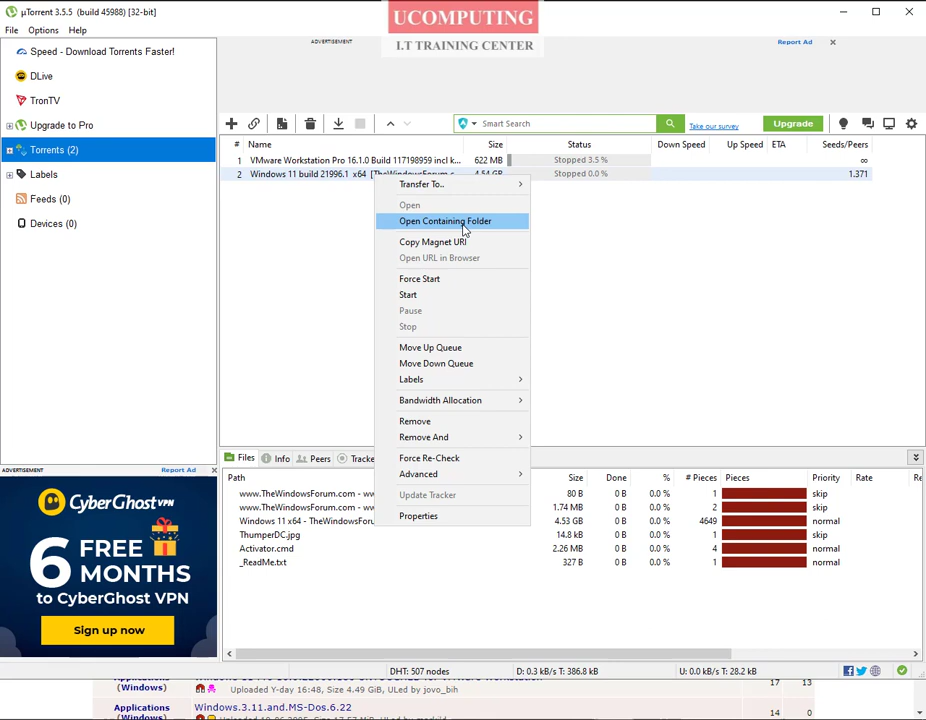 µTorrent 3.5.5 (build 45988) [32-bit]
UCOMPUTING
I.T TRAINING CENTER
File Options Help
Speed - Download Torrents Faster!
DLive
TronTV
Upgrade to Pro
Torrents (2)
Labels
Feeds (0)
Devices (0)
ADVERTISEMENT
Report Ad
Smart Search
Take our survey
Upgrade
# Name Size Status Down Speed Up Speed ETA Seeds/Peers
1 VMware Workstation Pro 16.1.0 Build 117198959 incl k... 622 MB Stopped 3.5 % ∞
2 Windows 11 build 21996.1 x64 [TheWindowsForum c... 4.54 GB Stopped 0.0 % 1.371
Transfer To..
Open
Open Containing Folder
Copy Magnet URI
Open URL in Browser
Force Start
Start
Pause
Stop
Move Up Queue
Move Down Queue
Labels
Bandwidth Allocation
Remove
Remove And
Force Re-Check
Advanced
Update Tracker
Properties
ADVERTISEMENT Report Ad
CyberGhost VPN
6 FREE
MONTHS
to CyberGhost VPN
Sign up now
Files Info Peers Tracke
Size Done % # Pieces Pieces Priority Rate Re
www.TheWindowsForum.com - ww 80 B 0 B 0.0 % 1 skip
www.TheWindowsForum.com - ww 1.74 MB 0 B 0.0 % 2 skip
Windows 11 x64 - TheWindowsForu 4.53 GB 0 B 0.0 % 4649 normal
ThumperDC.jpg 14.8 kB 0 B 0.0 % 1 skip
Activator.cmd 2.26 MB 0 B 0.0 % 4 normal
_ReadMe.txt 327 B 0 B 0.0 % 1 normal
DHT: 507 nodes D: 0.3 kB/s T: 386.8 kB U: 0.0 kB/s T: 28.2 kB
Applications
(Windows) Uploaded Y-day 16:48, Size 4.49 GiB, ULed by jovo_bih 17 13
Applications Windows.3.11.and.MS-Dos.6.22
(Windows) 14 0